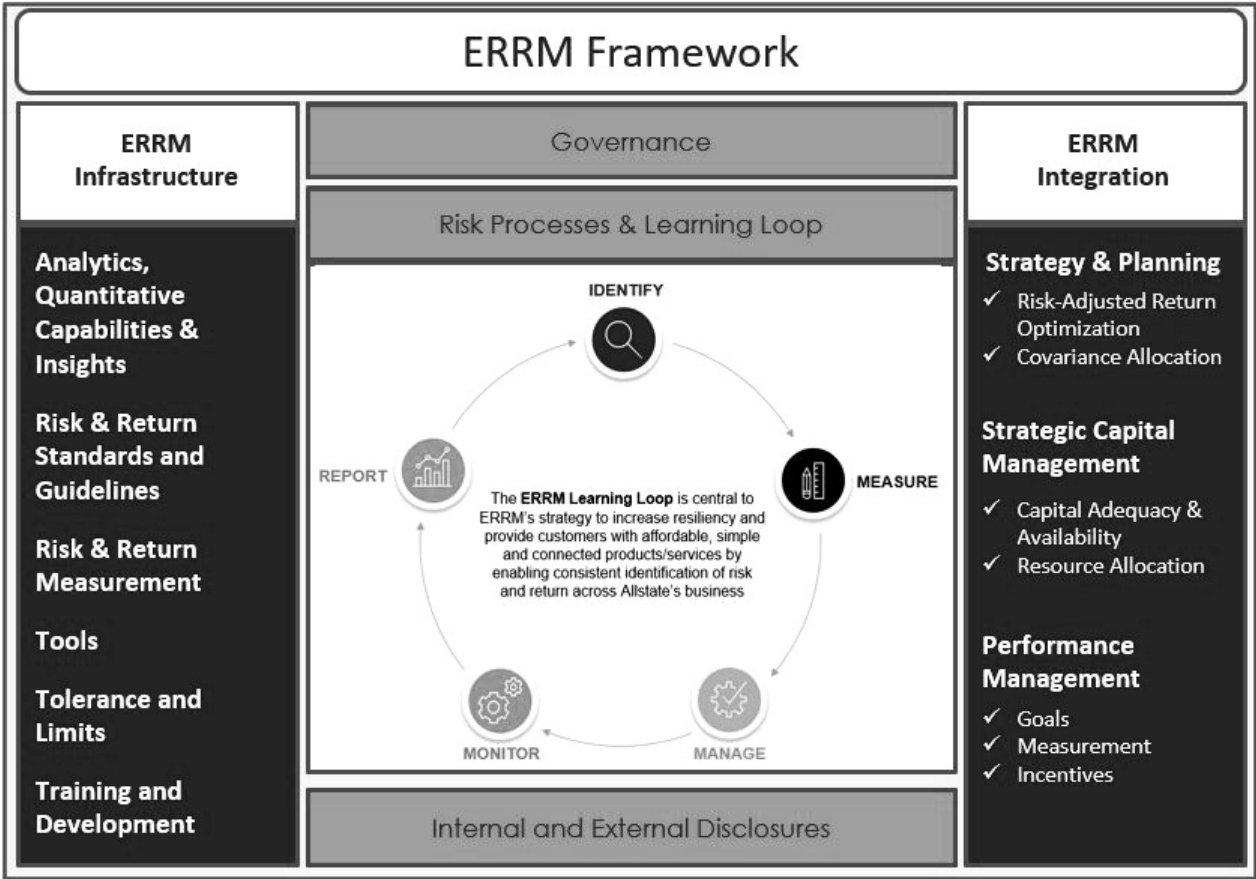 ERRM Framework
ERRM
Infrastructure
Analytics,
Quantitative
Capabilities &
Insights
Risk & Return
Standards and
Guidelines
Risk & Return
Measurement
Tools
Tolerance and
Limits
Training and
Development
Governance
Risk Processes & Learning Loop
IDENTIFY
MEASURE
MANAGE
MONITOR
REPORT
The ERRM Learning Loop is central to
ERRM's strategy to increase resiliency and
provide customers with affordable, simple
and connected products/services by
enabling consistent identification of risk
and return across Allstate's business
Internal and External Disclosures
ERRM
Integration
Strategy & Planning
✓ Risk-Adjusted Return
Optimization
✓ Covariance Allocation
Strategic Capital
Management
✓ Capital Adequacy &
Availability
✓ Resource Allocation
Performance
Management
✓ Goals
✓ Measurement
✓ Incentives